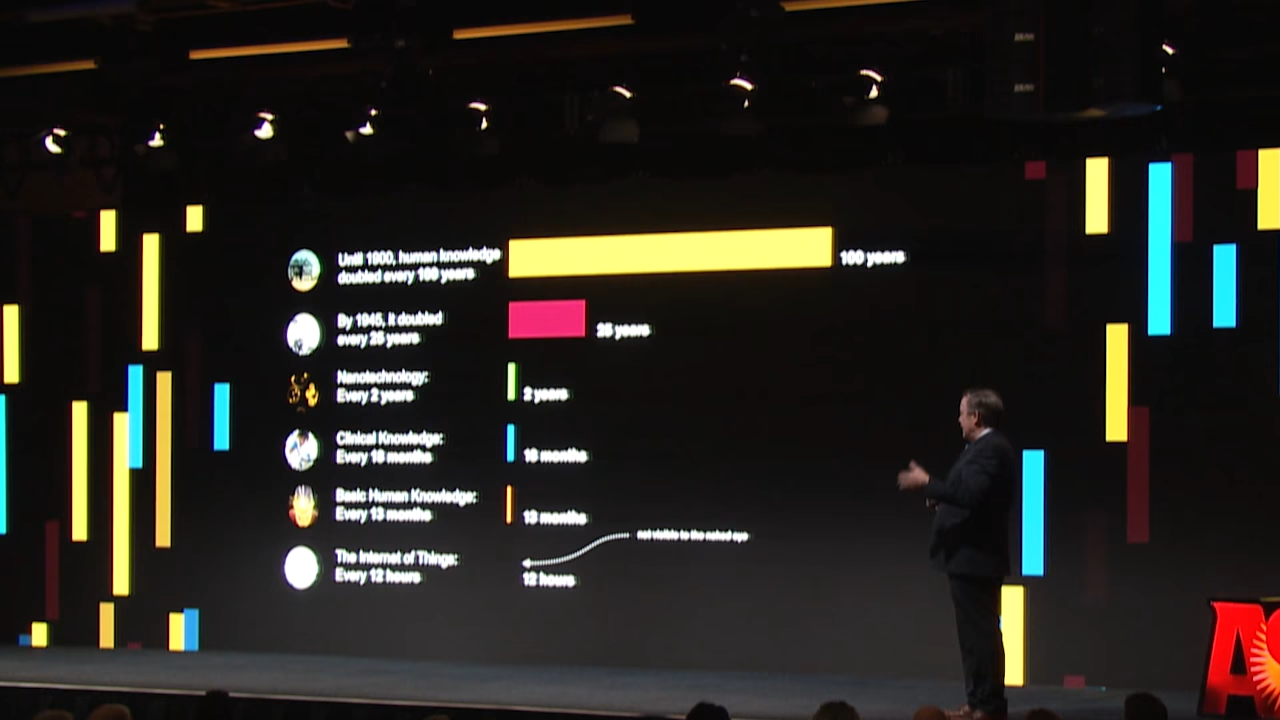 Until 1900, human knowledge
doubled every 100 years
100 years
By 1945, it doubled
every 25 years
25 years
Nanotechnology:
Every 2 years
2 years
Clinical Knowledge:
Every 18 months
18 months
Basic Human Knowledge:
Every 13 months
13 months
not visible to the naked eye
The Internet of Things:
Every 12 hours
12 hours
A